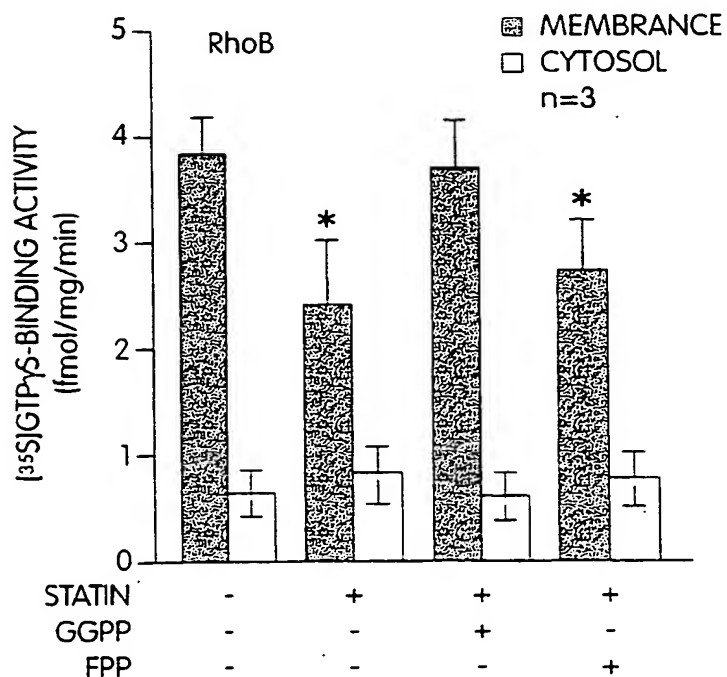 RhoB
MEMBRANCE
CYTOSOL
n=3
[³⁵S]GTPγS-BINDING ACTIVITY
(fmol/mg/min)
5
4
3
2
1
0
*
*
STATIN - + + +
GGPP - - + -
FPP - - - +